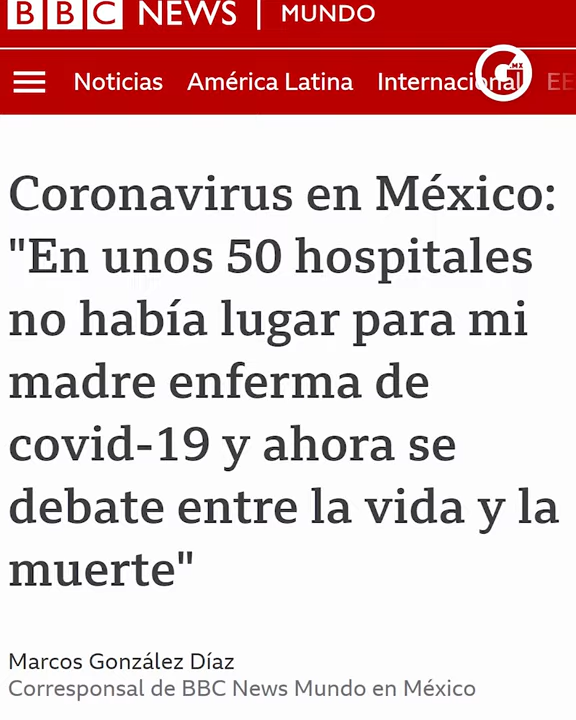 BBC NEWS | MUNDO
Noticias América Latina Internacional EE
Coronavirus en México:
"En unos 50 hospitales
no había lugar para mi
madre enferma de
covid-19 y ahora se
debate entre la vida y la
muerte"
Marcos González Díaz
Corresponsal de BBC News Mundo en México